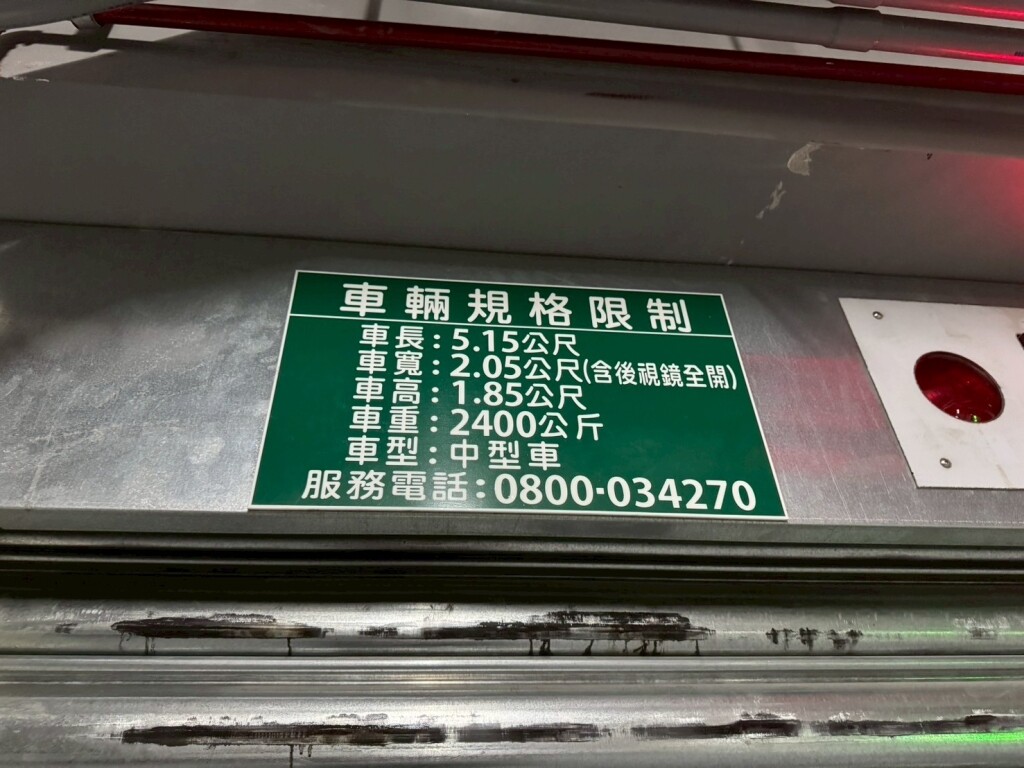 車輛規格限制
車長:5.15公尺
車寬:2.05公尺(含後視鏡全開)
車高:1.85公尺
車重:2400公斤
車型:中型車
服務電話:0800-034270